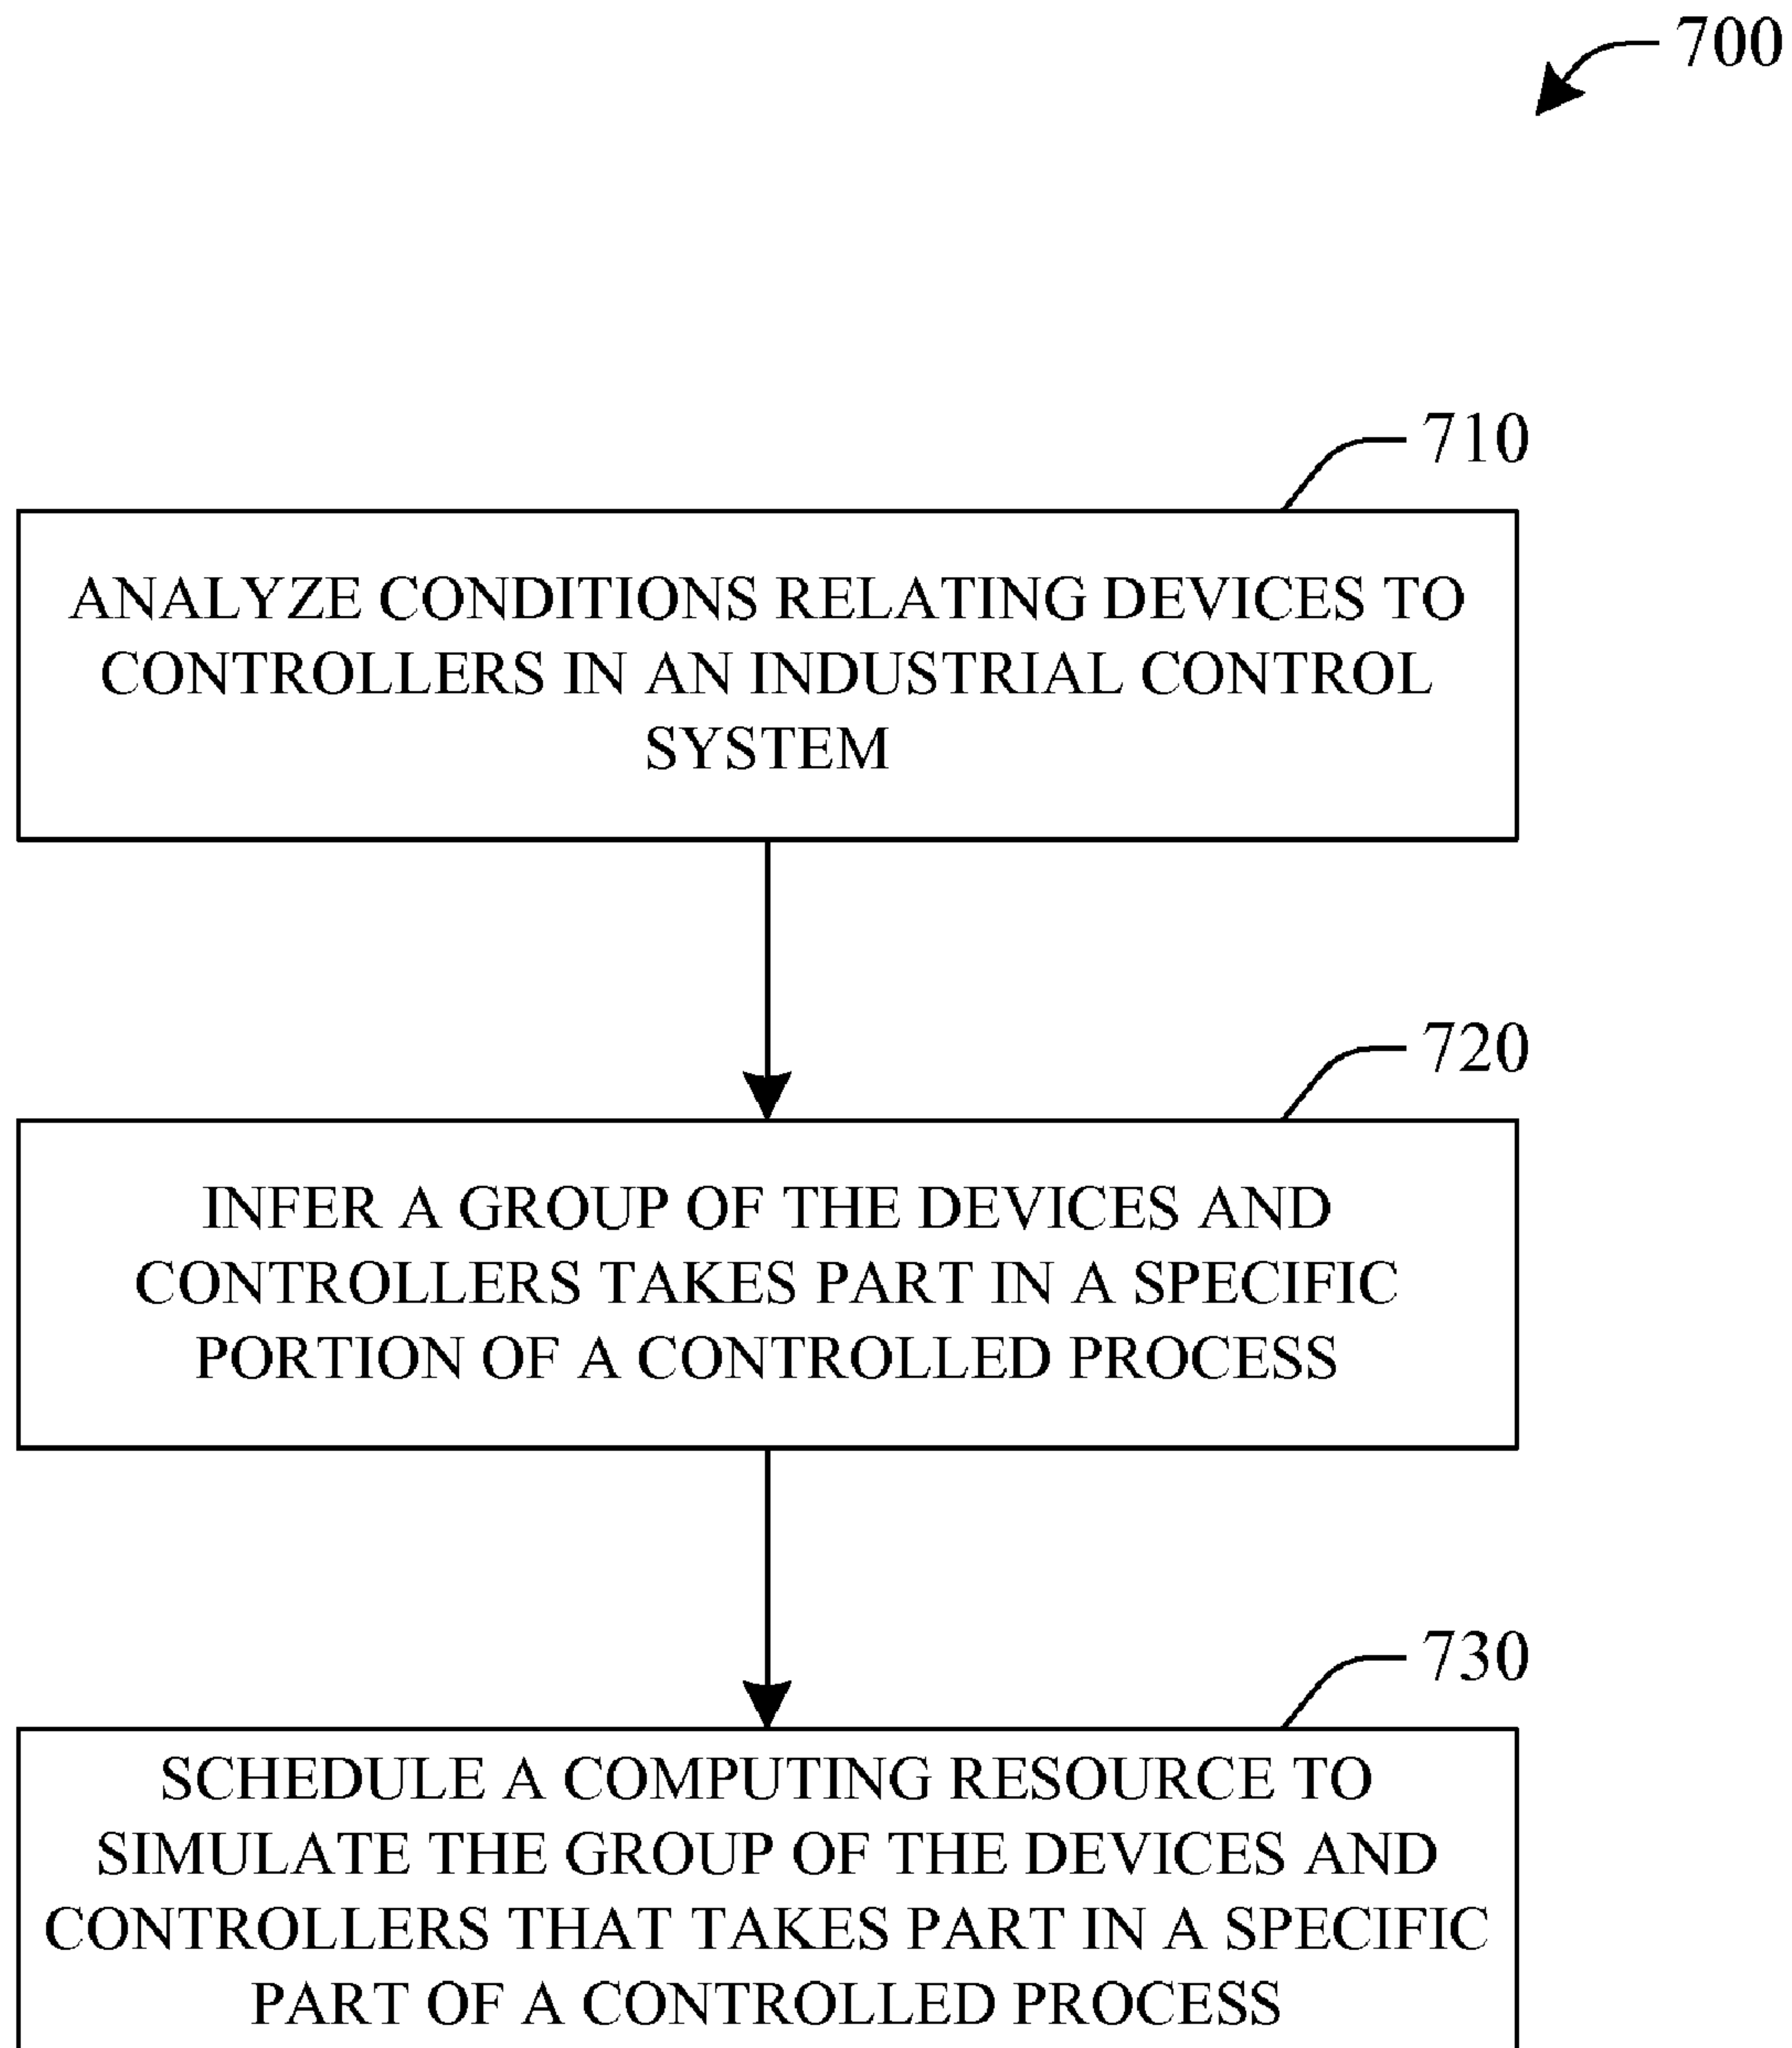 700
710
ANALYZE CONDITIONS RELATING DEVICES TO
CONTROLLERS IN AN INDUSTRIAL CONTROL
SYSTEM
720
INFER A GROUP OF THE DEVICES AND
CONTROLLERS TAKES PART IN A SPECIFIC
PORTION OF A CONTROLLED PROCESS
730
SCHEDULE A COMPUTING RESOURCE TO
SIMULATE THE GROUP OF THE DEVICES AND
CONTROLLERS THAT TAKES PART IN A SPECIFIC
PART OF A CONTROLLED PROCESS